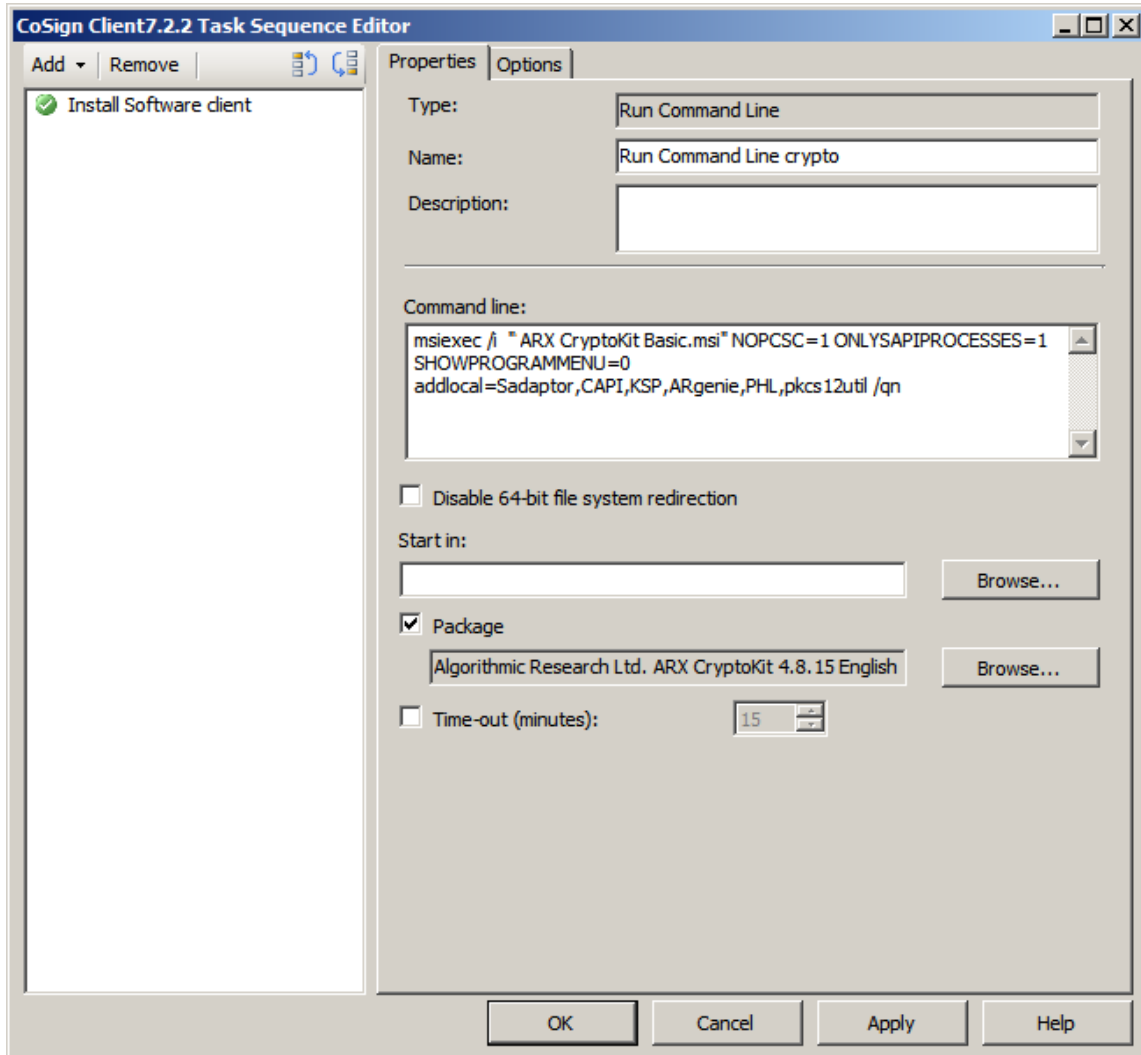 CoSign Client7.2.2 Task Sequence Editor
Add Remove
Install Software client
Properties Options
Type: Run Command Line
Name: Run Command Line crypto
Description:
Command line:
msiexec /i " ARX CryptoKit Basic.msi" NOPCSC=1 ONLYSAPIPROCESSES=1
SHOWPROGRAMMENU=0
addlocal=Sadaptor,CAPI,KSP,ARgenie,PHL,pkcs12util /qn
Disable 64-bit file system redirection
Start in:
Browse...
Package
Algorithmic Research Ltd. ARX CryptoKit 4.8.15 English Browse...
Time-out (minutes): 15
OK Cancel Apply Help